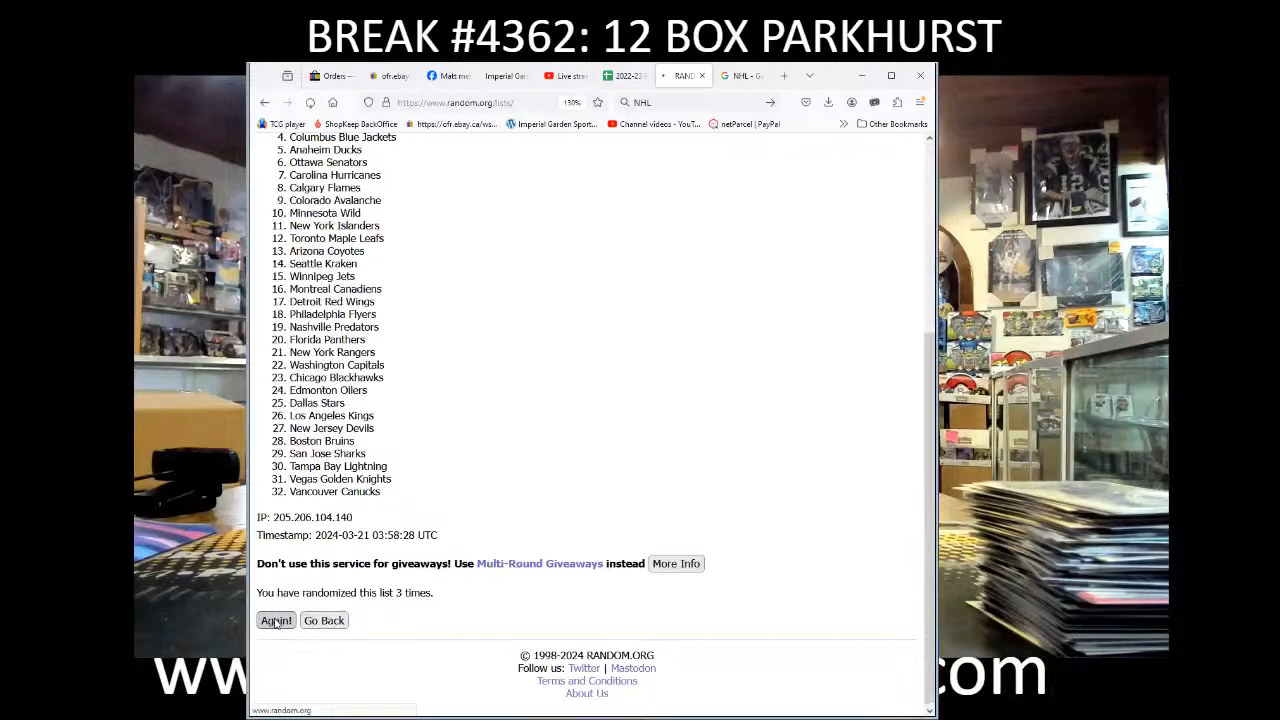 BREAK #4362: 12 BOX PARKHURST
Orders —
ofr.ebay
Matt me
Imperial Gar
Live stre
2022-23
RAND
NHL - G
https://www.random.org/lists/
130%
NHL
TCG player
ShopKeep BackOffice
https://ofr.ebay.ca/ws...
Imperial Garden Sport...
Channel videos - YouT...
netParcel | PayPal
Other Bookmarks
4. Columbus Blue Jackets
5. Anaheim Ducks
6. Ottawa Senators
7. Carolina Hurricanes
8. Calgary Flames
9. Colorado Avalanche
10. Minnesota Wild
11. New York Islanders
12. Toronto Maple Leafs
13. Arizona Coyotes
14. Seattle Kraken
15. Winnipeg Jets
16. Montreal Canadiens
17. Detroit Red Wings
18. Philadelphia Flyers
19. Nashville Predators
20. Florida Panthers
21. New York Rangers
22. Washington Capitals
23. Chicago Blackhawks
24. Edmonton Oilers
25. Dallas Stars
26. Los Angeles Kings
27. New Jersey Devils
28. Boston Bruins
29. San Jose Sharks
30. Tampa Bay Lightning
31. Vegas Golden Knights
32. Vancouver Canucks
IP: 205.206.104.140
Timestamp: 2024-03-21 03:58:28 UTC
Don't use this service for giveaways! Use Multi-Round Giveaways instead More Info
You have randomized this list 3 times.
Again! Go Back
© 1998-2024 RANDOM.ORG
Follow us: Twitter | Mastodon
Terms and Conditions
About Us
www.random.org
ww
com
12